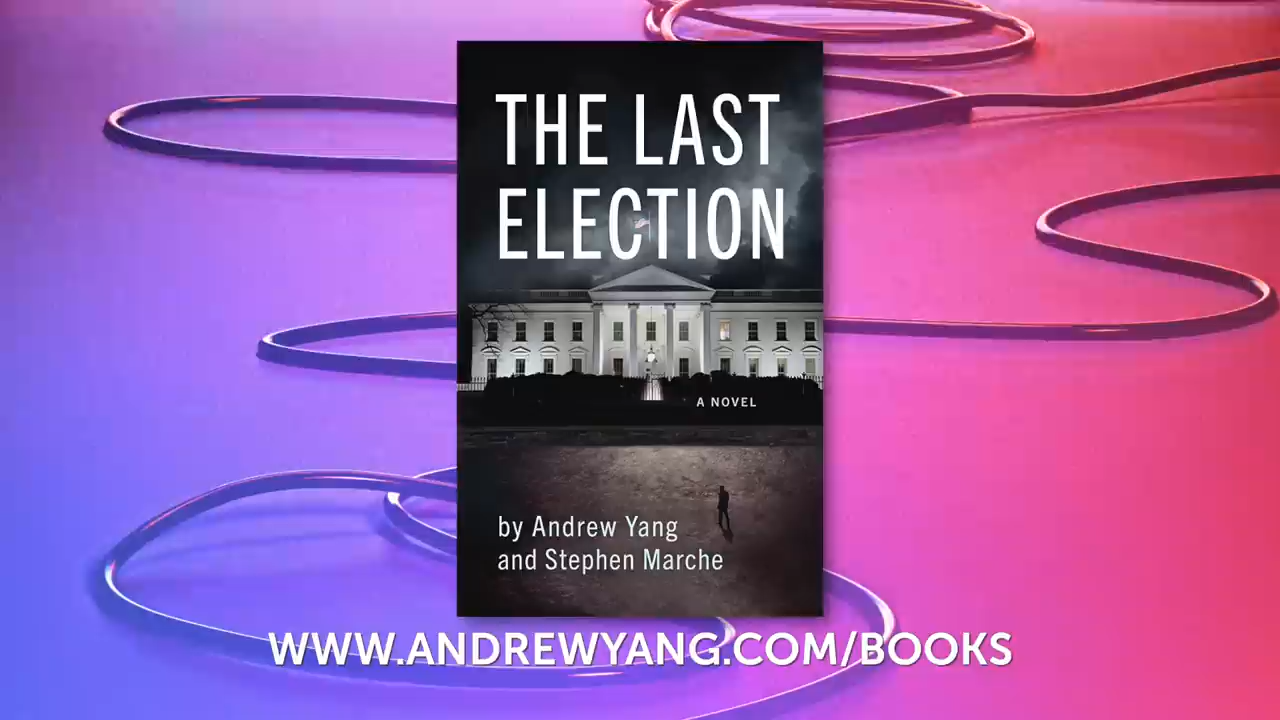 THE LAST
ELECTION
A NOVEL
by Andrew Yang
and Stephen Marche
WWW.ANDREWYANG.COM/BOOKS